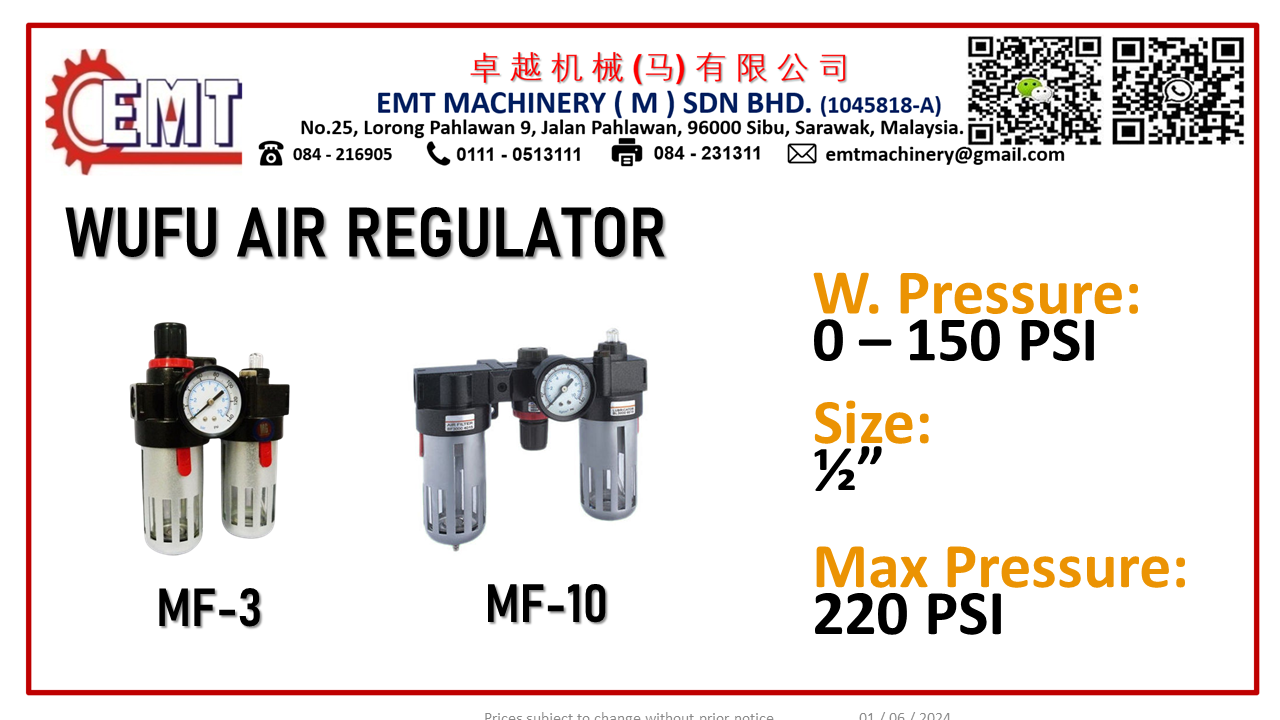 EMT
卓越机械(马)有限公司
EMT MACHINERY ( M ) SDN BHD. (1045818-A)
No.25, Lorong Pahlawan 9, Jalan Pahlawan, 96000 Sibu, Sarawak, Malaysia.
084 - 216905 0111 - 0513111 084 - 231311 emtmachinery@gmail.com
WUFU AIR REGULATOR
W. Pressure:
0 – 150 PSI
Size:
½”
Max Pressure:
220 PSI
AIR FILTER
LUBRICATOR
MF-3
MF-10
Prices subject to change without prior notice
01 / 06 / 2024